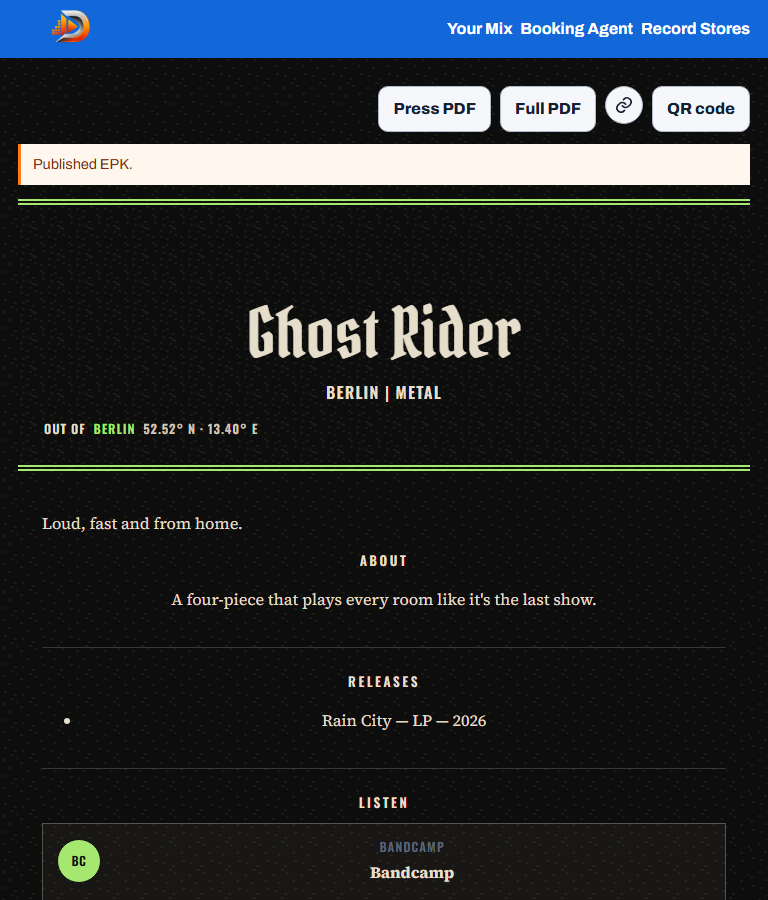 Your Mix Booking Agent Record Stores
Press PDF Full PDF QR code
Published EPK.
Ghost Rider
BERLIN | METAL
OUT OF BERLIN 52.52° N · 13.40° E
Loud, fast and from home.
ABOUT
A four-piece that plays every room like it's the last show.
RELEASES
• Rain City — LP — 2026
LISTEN
BC
BANDCAMP
Bandcamp